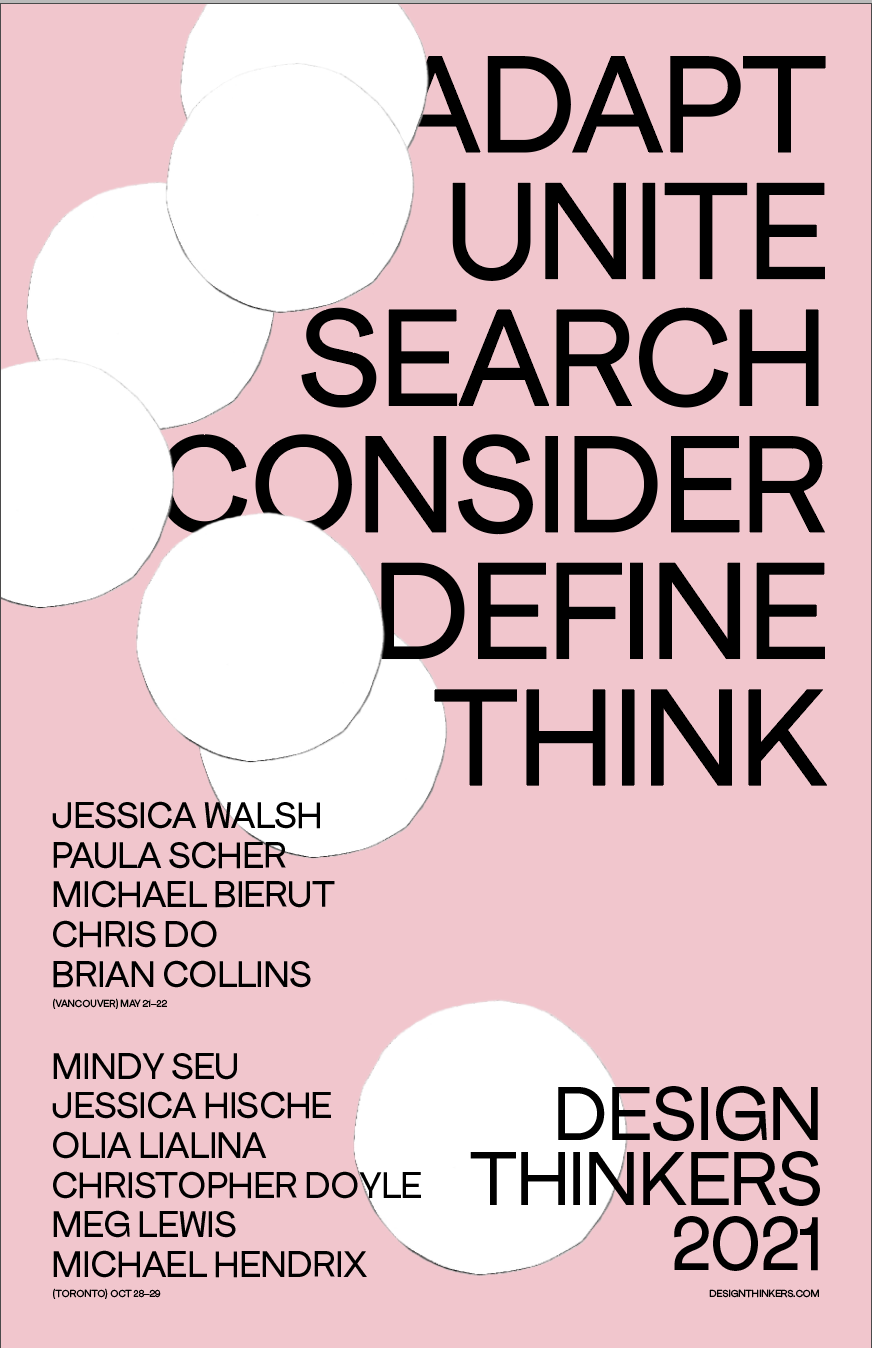 ADAPT
UNITE
SEARCH
CONSIDER
DEFINE
THINK
JESSICA WALSH
PAULA SCHER
MICHAEL BIERUT
CHRIS DO
BRIAN COLLINS
(VANCOUVER) MAY 21–22
MINDY SEU
JESSICA HISCHE
OLIA LIALINA
CHRISTOPHER DOYLE
MEG LEWIS
MICHAEL HENDRIX
(TORONTO) OCT 28–29
DESIGN
THINKERS
2021
DESIGNTHINKERS.COM